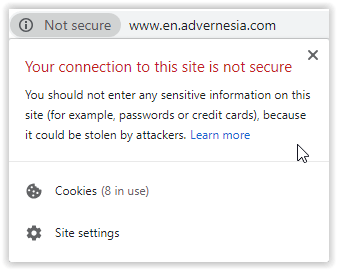 Not secure www.en.advernesia.com
Your connection to this site is not secure
You should not enter any sensitive information on this
site (for example, passwords or credit cards), because
it could be stolen by attackers. Learn more
Cookies (8 in use)
Site settings